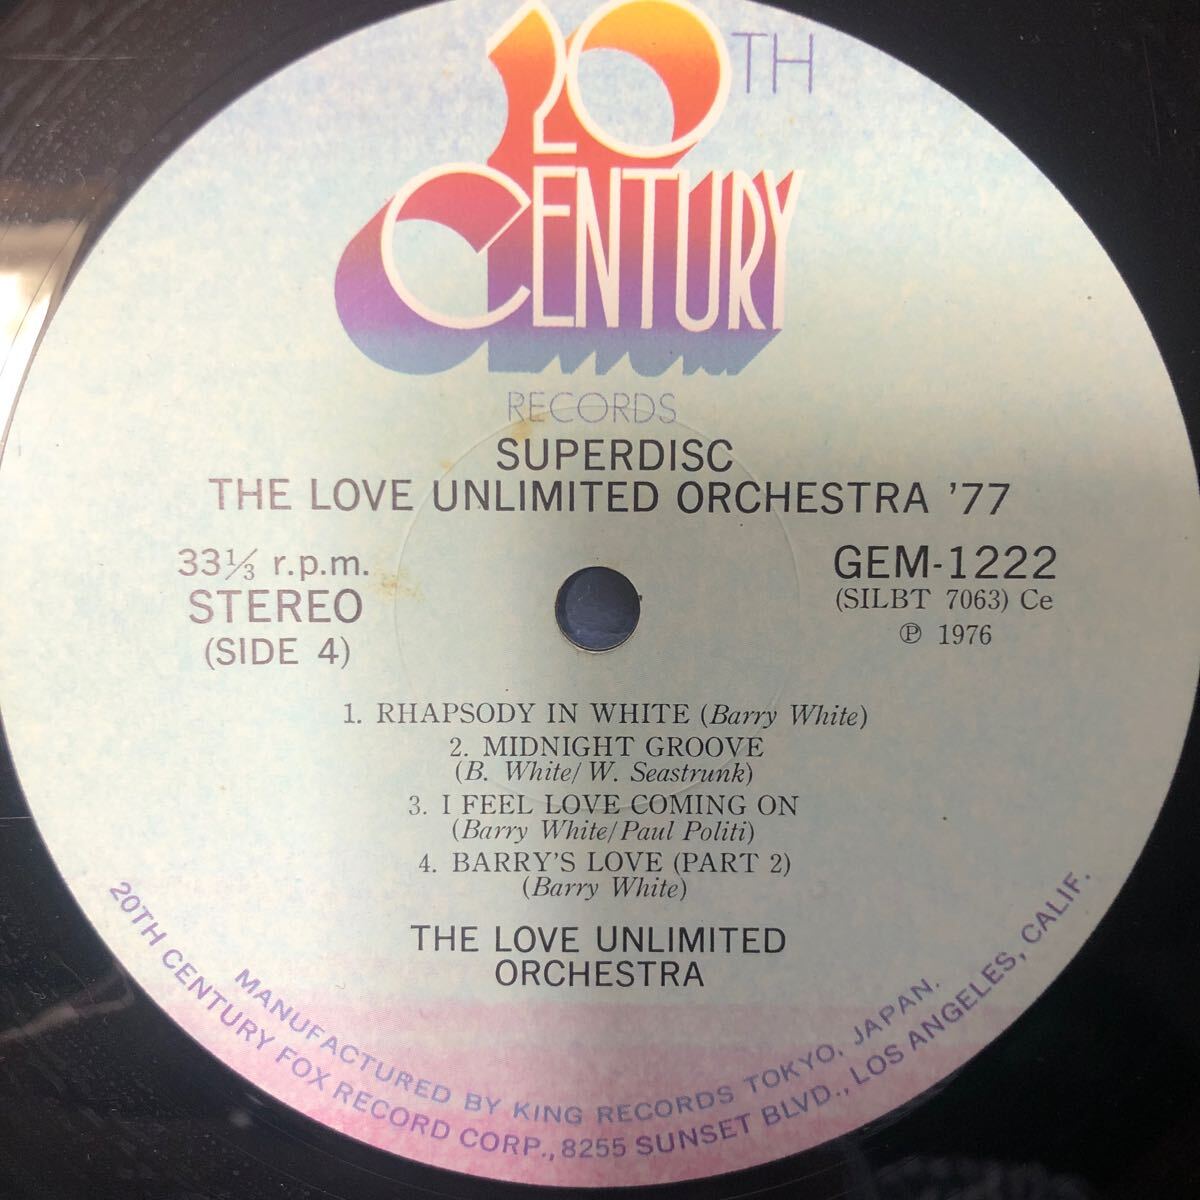 20TH
CENTURY
RECORDS
SUPERDISC
THE LOVE UNLIMITED ORCHESTRA '77
33⅓ r.p.m.
STEREO
(SIDE 4)
GEM-1222
(SILBT 7063) Ce
℗ 1976
1. RHAPSODY IN WHITE (Barry White)
2. MIDNIGHT GROOVE
(B. White/ W. Seastrunk)
3. I FEEL LOVE COMING ON
(Barry White/Paul Politi)
4. BARRY'S LOVE (PART 2)
(Barry White)
THE LOVE UNLIMITED
ORCHESTRA
MANUFACTURED BY KING RECORDS TOKYO, JAPAN.
20TH CENTURY FOX RECORD CORP., 8255 SUNSET BLVD., LOS ANGELES, CALIF.